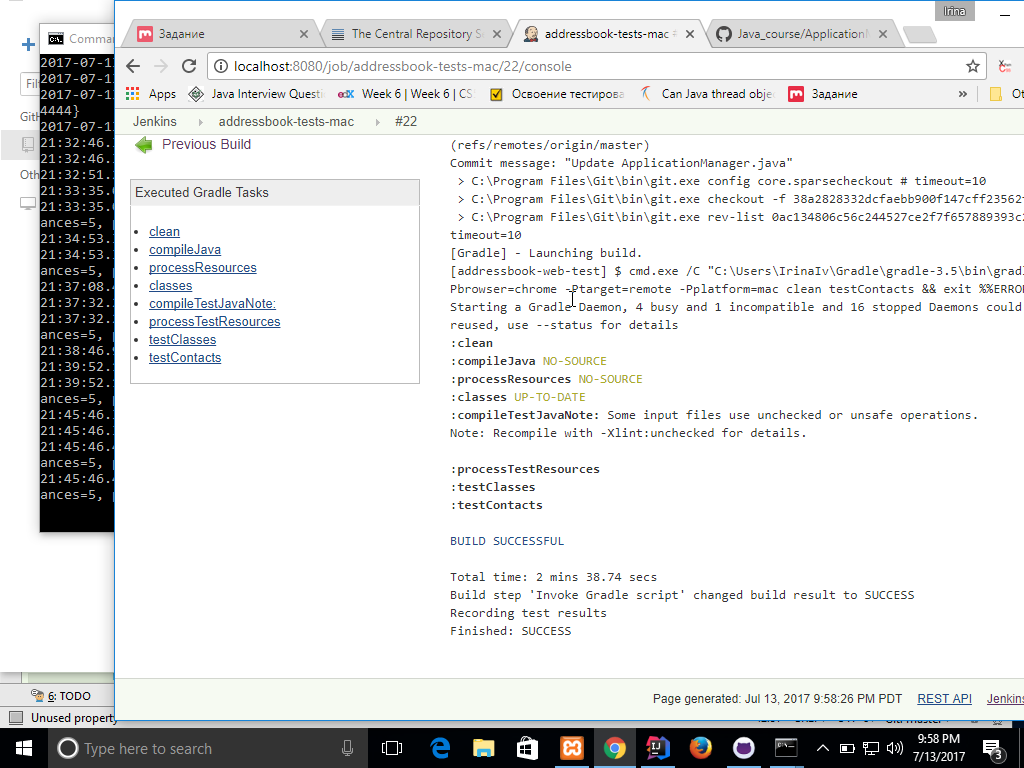 Irina
Задание
The Central Repository S
addressbook-tests-mac
Java_course/Application
localhost:8080/job/addressbook-tests-mac/22/console
Apps
Java Interview Questi
edX
Week 6 | Week 6 | CS
Освоение тестирова
Can Java thread obje
Задание
»
Jenkins
addressbook-tests-mac
#22
Previous Build
Executed Gradle Tasks
clean
compileJava
processResources
classes
compileTestJavaNote:
processTestResources
testClasses
testContacts
(refs/remotes/origin/master)
Commit message: "Update ApplicationManager.java"
> C:\Program Files\Git\bin\git.exe config core.sparsecheckout # timeout=10
> C:\Program Files\Git\bin\git.exe checkout -f 38a2828332dcfaebb900f147cff23562
> C:\Program Files\Git\bin\git.exe rev-list 0ac134806c56c244527ce2f7f657889393c
timeout=10
[Gradle] - Launching build.
[addressbook-web-test] $ cmd.exe /C "C:\Users\IrinaIv\Gradle\gradle-3.5\bin\grad
Pbrowser=chrome -Ptarget=remote -Pplatform=mac clean testContacts && exit %%ERRO
Starting a Gradle Daemon, 4 busy and 1 incompatible and 16 stopped Daemons could
reused, use --status for details
:clean
:compileJava NO-SOURCE
:processResources NO-SOURCE
:classes UP-TO-DATE
:compileTestJavaNote: Some input files use unchecked or unsafe operations.
Note: Recompile with -Xlint:unchecked for details.
:processTestResources
:testClasses
:testContacts
BUILD SUCCESSFUL
Total time: 2 mins 38.74 secs
Build step 'Invoke Gradle script' changed build result to SUCCESS
Recording test results
Finished: SUCCESS
Page generated: Jul 13, 2017 9:58:26 PM PDT
REST API
Jenkins
Comma
2017-07-1
2017-07-1
2017-07-1
4444}
2017-07-1
21:32:46.
21:32:46.
21:32:51.
21:33:35.
21:33:35.
ances=5,
21:34:53.
21:34:53.
ances=5,
21:37:08.
21:37:32.
21:37:32.
ances=5,
21:38:46.
21:39:52.
21:39:52.
ances=5,
21:45:46.
21:45:46.
21:45:46.
ances=5,
21:45:46.
ances=5,
Fil
GitH
Oth
6: TODO
Unused property
Type here to search
9:58 PM
7/13/2017
3